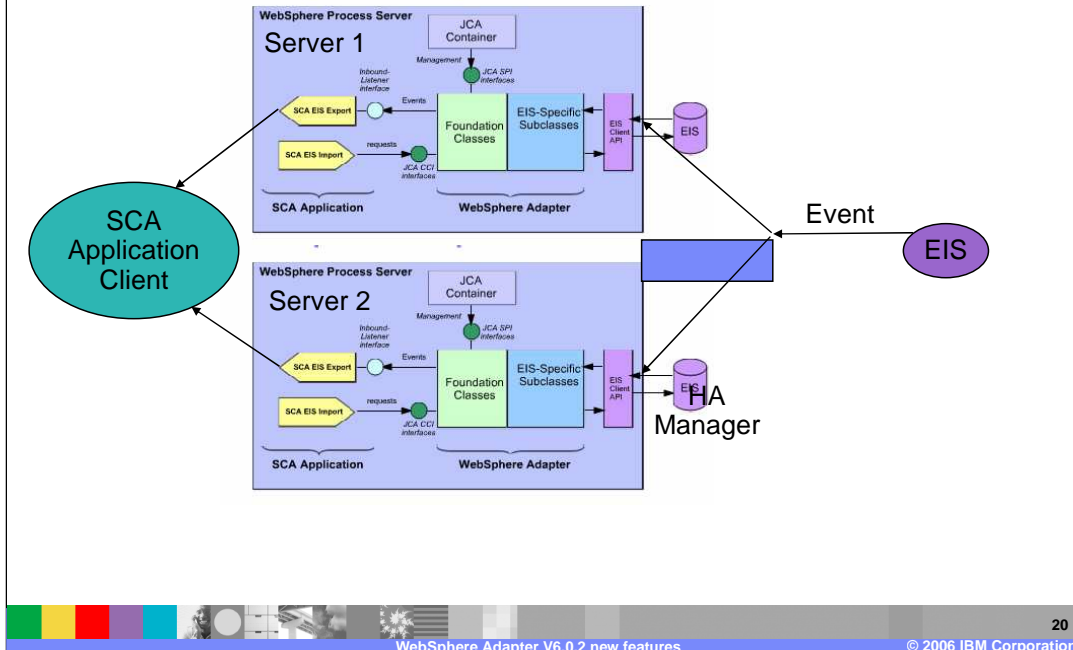 WebSphere Process Server
Server 1
JCA
Container
Management
JCA SPI
interfaces
Inbound-
Listener
interface
Events
SCA EIS Export
Foundation
Classes
EIS-Specific
Subclasses
EIS
Client
API
EIS
SCA EIS Import
requests
JCA CCI
interfaces
SCA Application
WebSphere Adapter
SCA
Application
Client
Event
EIS
WebSphere Process Server
Server 2
JCA
Container
Management
JCA SPI
interfaces
Inbound-
Listener
interface
Events
SCA EIS Export
Foundation
Classes
EIS-Specific
Subclasses
EIS
Client
API
EIS
HA
Manager
SCA EIS Import
requests
JCA CCI
interfaces
SCA Application
WebSphere Adapter
20
WebSphere Adapter V6.0.2 new features
© 2006 IBM Corporation